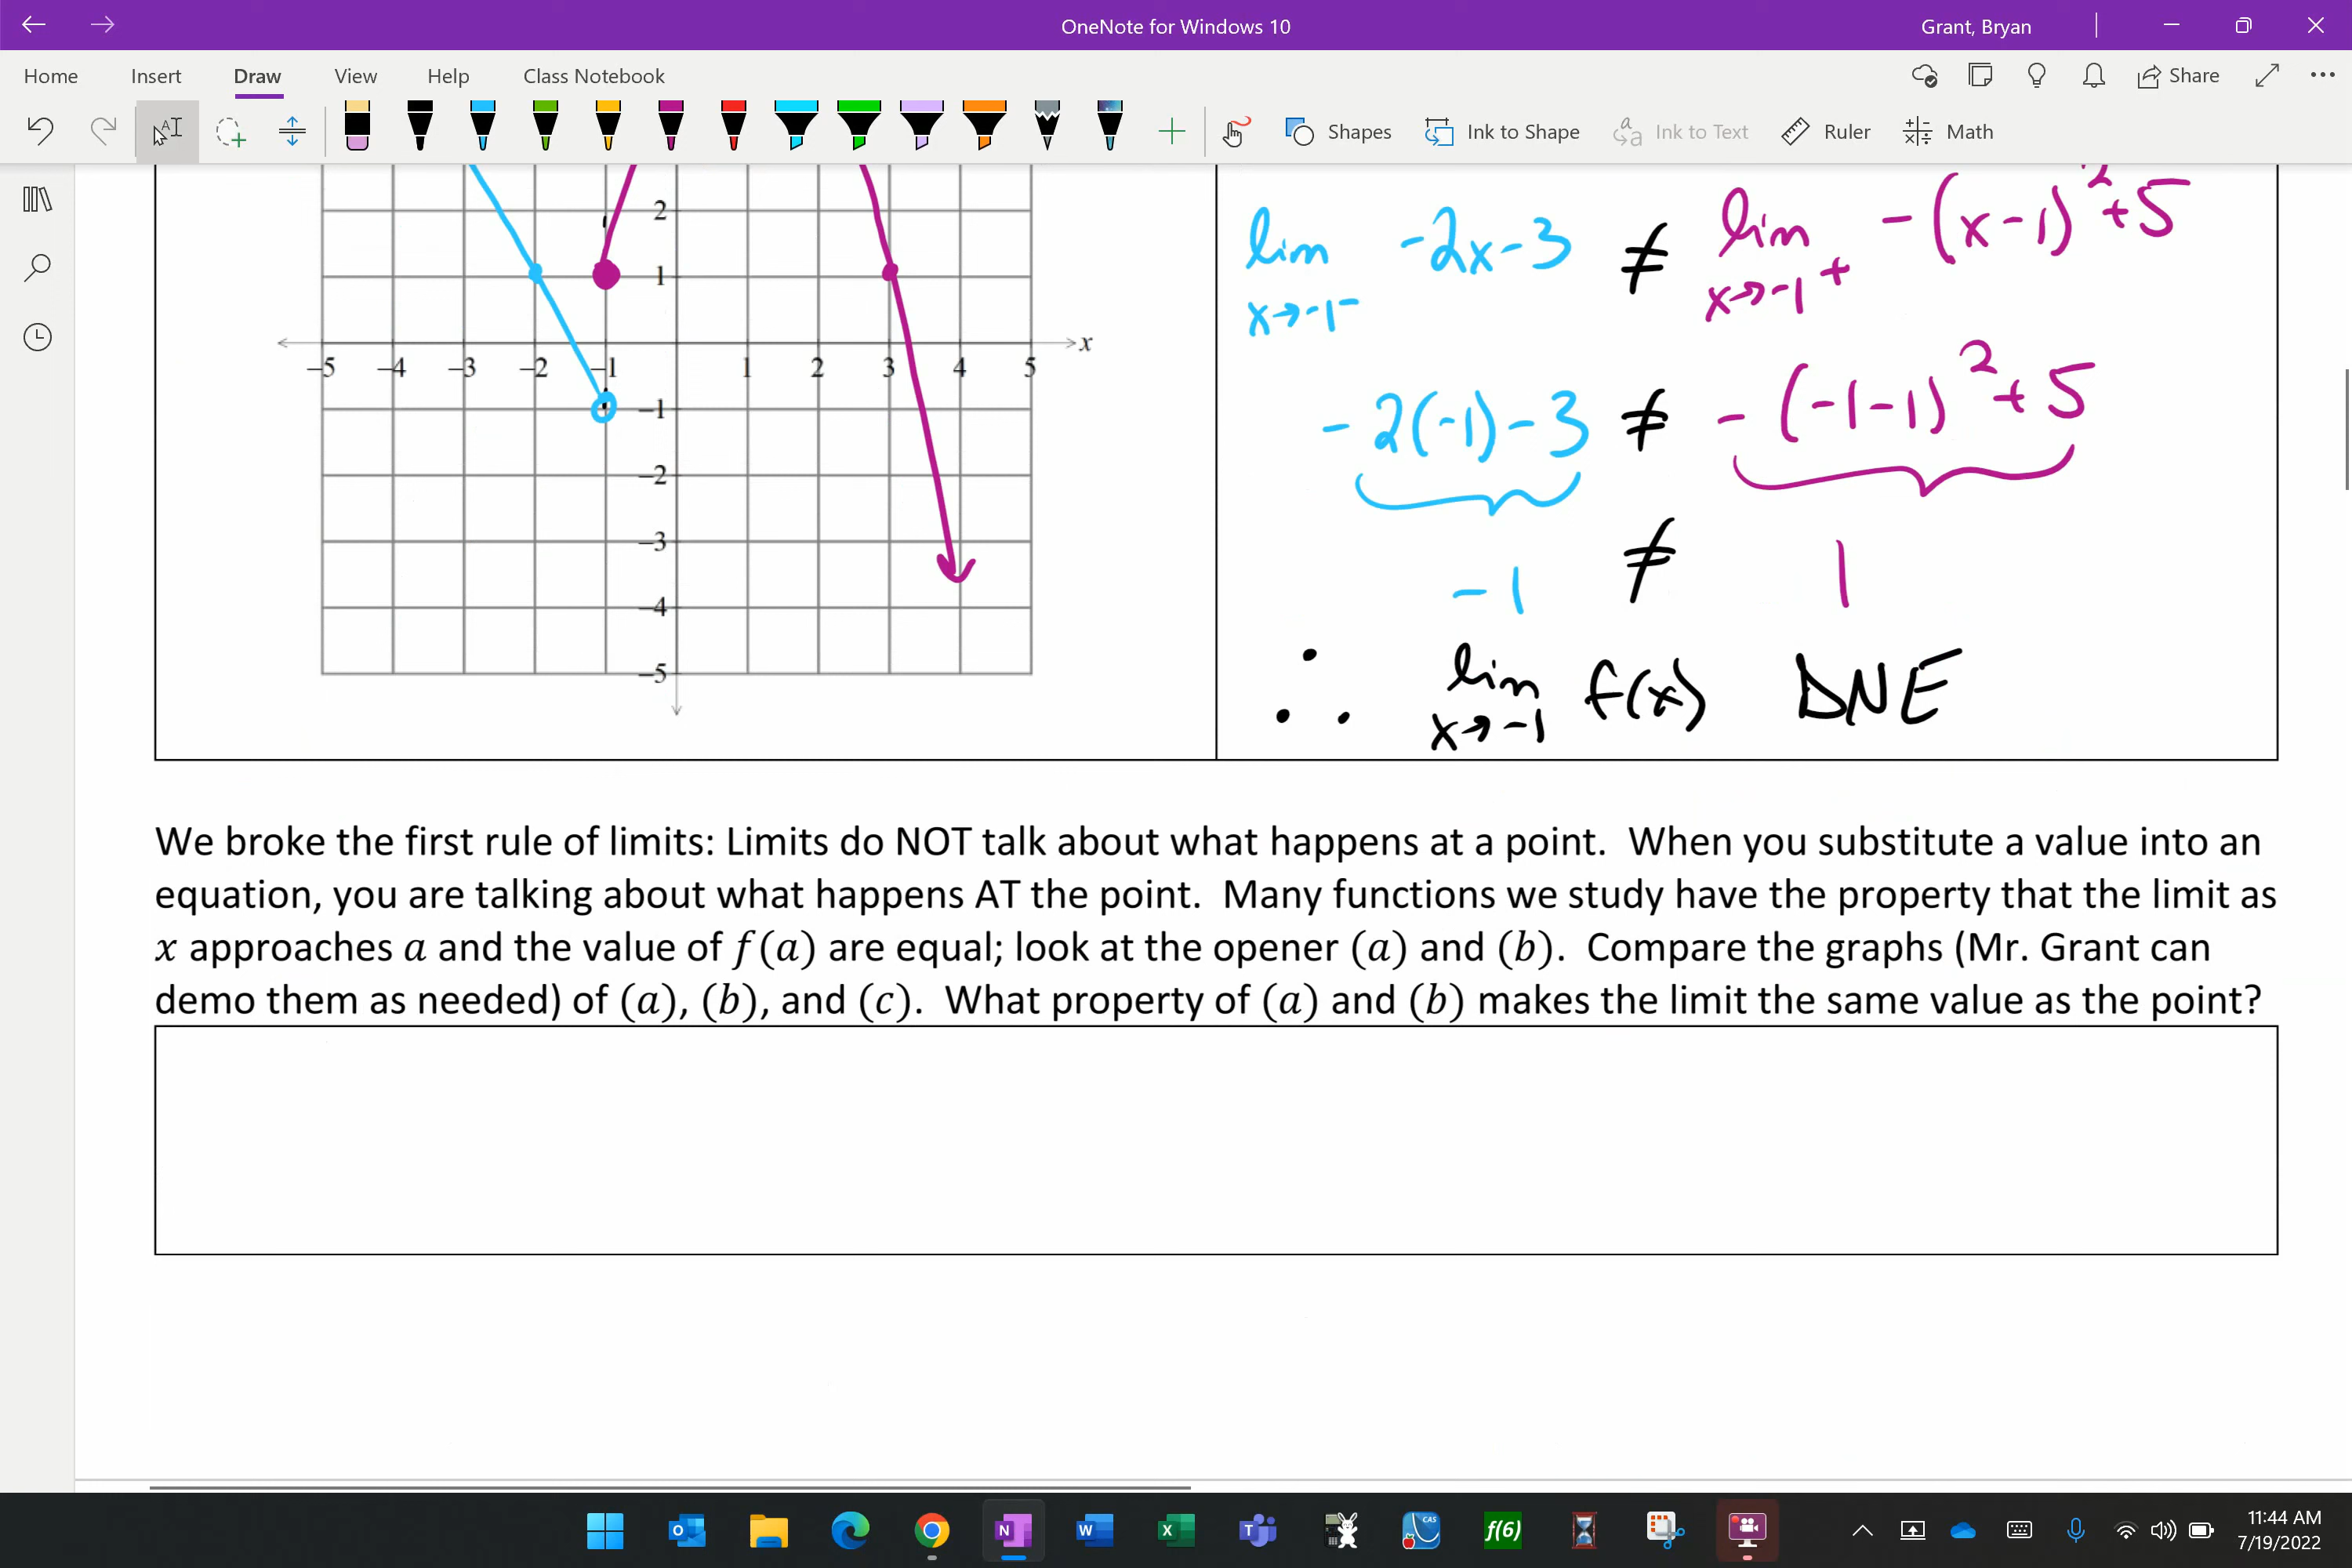 OneNote for Windows 10
Grant, Bryan
Home Insert Draw View Help Class Notebook
Share
Shapes Ink to Shape Ink to Text Ruler Math
2
1
x
-5 -4 -3 -2 -1 1 2 3 4 5
-1
-2
-3
-4
-5
lim -2x-3 ≠ lim -(x-1)²+5
x→-1⁻ x→-1⁺
-2(-1)-3 ≠ -(-1-1)²+5
-1 ≠ 1
∴ lim f(x) DNE
x→-1
We broke the first rule of limits: Limits do NOT talk about what happens at a point. When you substitute a value into an
equation, you are talking about what happens AT the point. Many functions we study have the property that the limit as
x approaches a and the value of f(a) are equal; look at the opener (a) and (b). Compare the graphs (Mr. Grant can
demo them as needed) of (a), (b), and (c). What property of (a) and (b) makes the limit the same value as the point?
CAS
f(6)
11:44 AM
7/19/2022